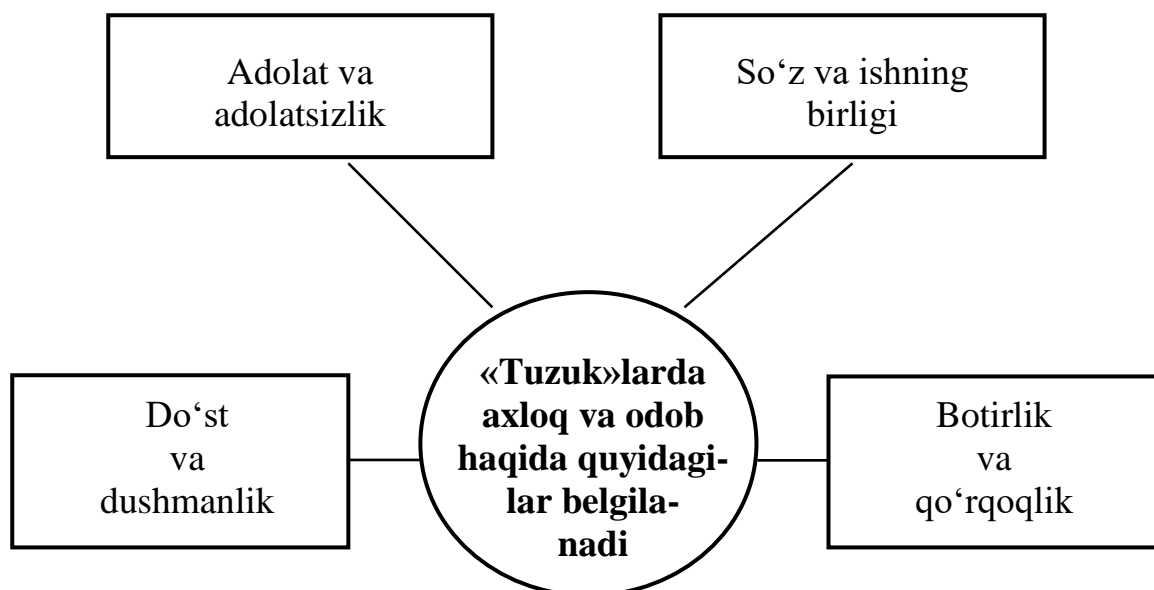 Adolat va
adolatsizlik
So‘z va ishning
birligi
«Tuzuk»larda
axloq va odob
haqida quyidagi-
lar belgila-
nadi
Do‘st
va
dushmanlik
Botirlik
va
qo‘rqoqlik